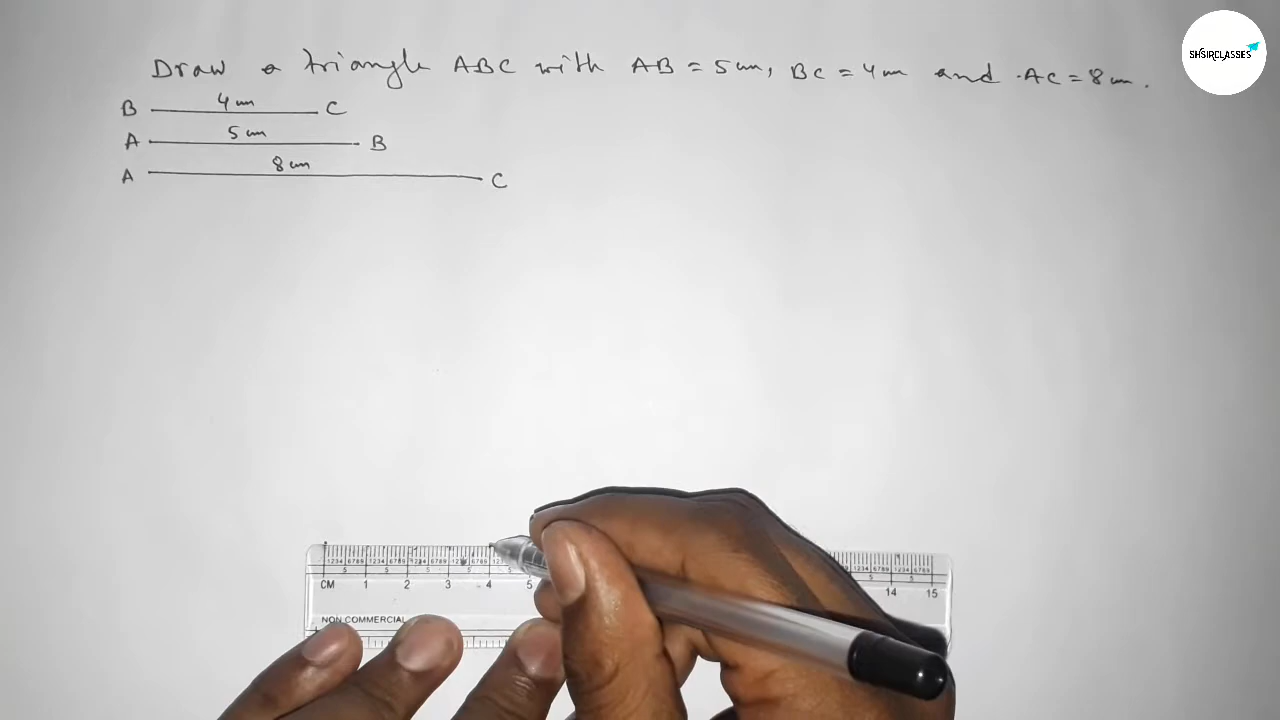 SHSIRCLASSES
Draw a triangle ABC with AB = 5cm, BC = 4cm and AC = 8cm.
B 4cm C
A 5cm B
A 8cm C
CM 1 2 3 4 5 14 15
NON COMMERCIAL